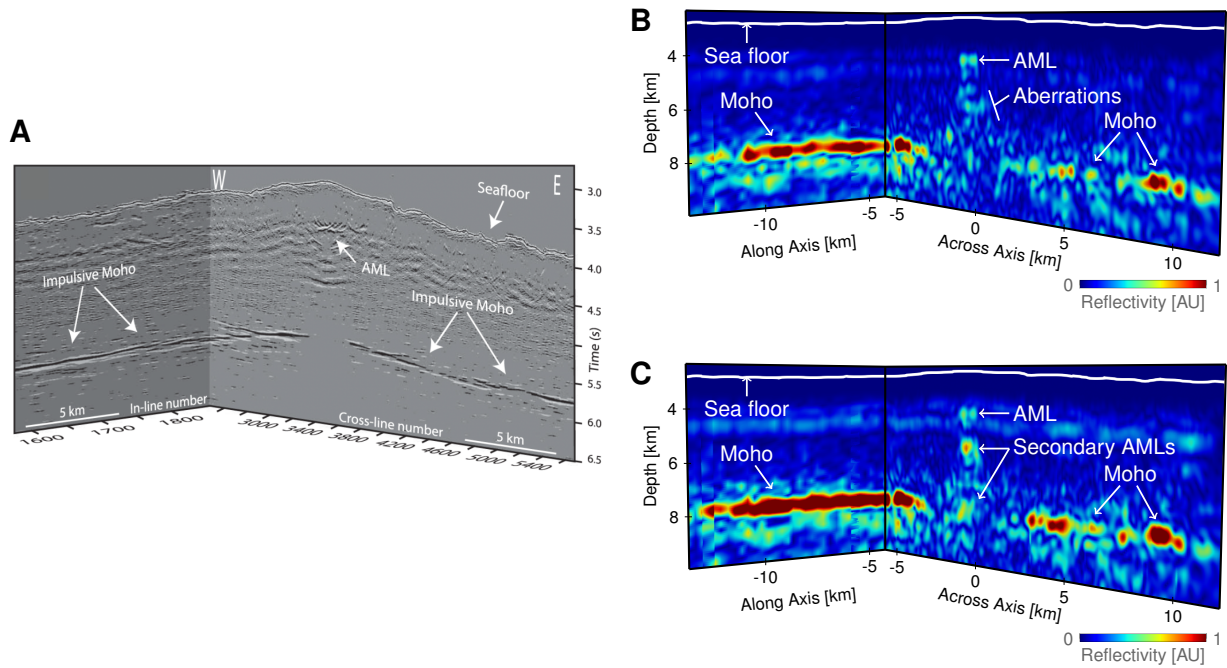 A
W
E
Seafloor
AML
Impulsive Moho
Impulsive Moho
3.0
3.5
4.0
4.5
5.5
6.0
6.5
Time (s)
5 km
In-line number
Cross-line number
5 km
1600
1700
1800
3000
3400
3800
4200
4600
5000
5400
B
Sea floor
AML
Aberrations
Moho
Moho
Depth [km]
4
6
8
-10
-5
-5
0
5
10
Along Axis [km]
Across Axis [km]
0
1
Reflectivity [AU]
C
Sea floor
AML
Secondary AMLs
Moho
Moho
Depth [km]
4
6
8
-10
-5
-5
0
5
10
Along Axis [km]
Across Axis [km]
0
1
Reflectivity [AU]